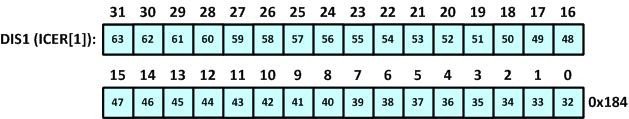 31 30 29 28 27 26 25 24 23 22 21 20 19 18 17 16
DIS1 (ICER[1]): 63 62 61 60 59 58 57 56 55 54 53 52 51 50 49 48
15 14 13 12 11 10 9 8 7 6 5 4 3 2 1 0
47 46 45 44 43 42 41 40 39 38 37 36 35 34 33 32 0x184